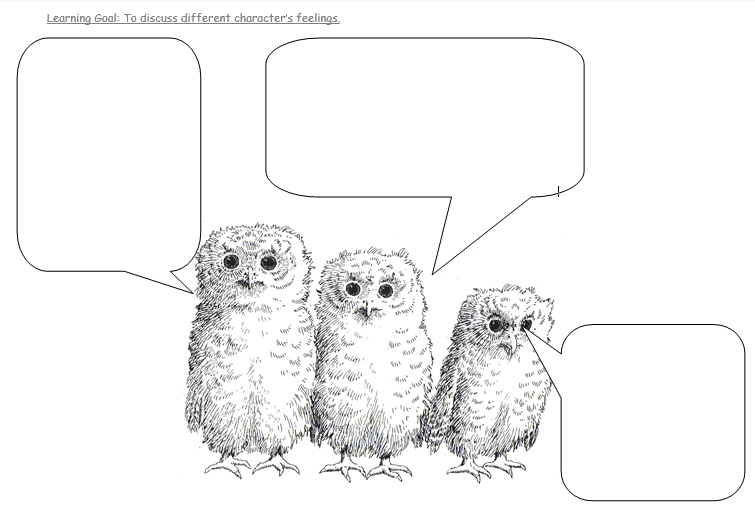 Learning Goal: To discuss different character's feelings.